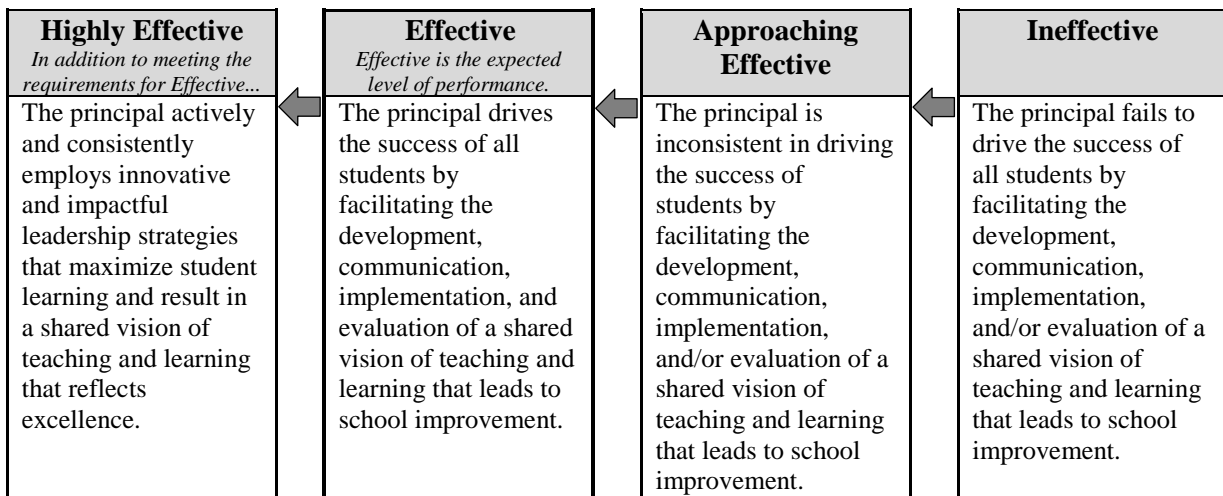 Highly Effective
In addition to meeting the
requirements for Effective...
The principal actively
and consistently
employs innovative
and impactful
leadership strategies
that maximize student
learning and result in
a shared vision of
teaching and learning
that reflects
excellence.
Effective
Effective is the expected
level of performance.
The principal drives
the success of all
students by
facilitating the
development,
communication,
implementation, and
evaluation of a shared
vision of teaching and
learning that leads to
school improvement.
Approaching
Effective
The principal is
inconsistent in driving
the success of
students by
facilitating the
development,
communication,
implementation,
and/or evaluation of a
shared vision of
teaching and learning
that leads to school
improvement.
Ineffective
The principal fails to
drive the success of
all students by
facilitating the
development,
communication,
implementation,
and/or evaluation of a
shared vision of
teaching and learning
that leads to school
improvement.